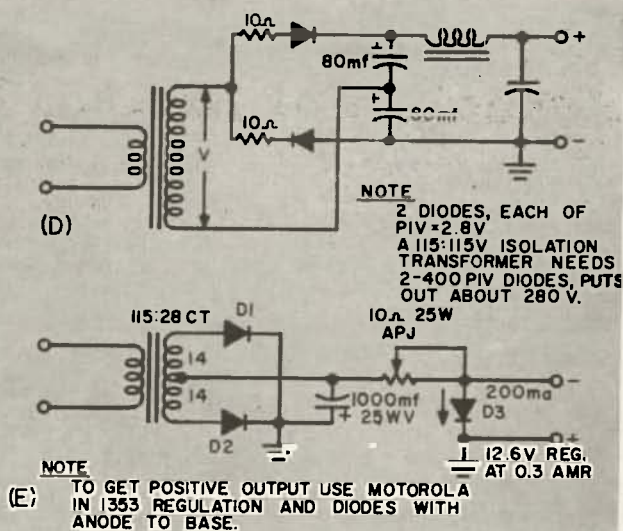 10Ω
80mf
+
+
+
V
10Ω
80mf
-
(D)
NOTE
2 DIODES, EACH OF
PIV=2.8V
A 115:115V ISOLATION
TRANSFORMER NEEDS
2-400 PIV DIODES, PUTS
OUT ABOUT 280 V.
115:28 CT
D1
10Ω 25W
APJ
14
14
1000mf
+ 25WV
200ma
-
D3
D2
+
12.6V REG.
AT 0.3 AMR
NOTE
(E)
TO GET POSITIVE OUTPUT USE MOTOROLA
IN 1353 REGULATION AND DIODES WITH
ANODE TO BASE.